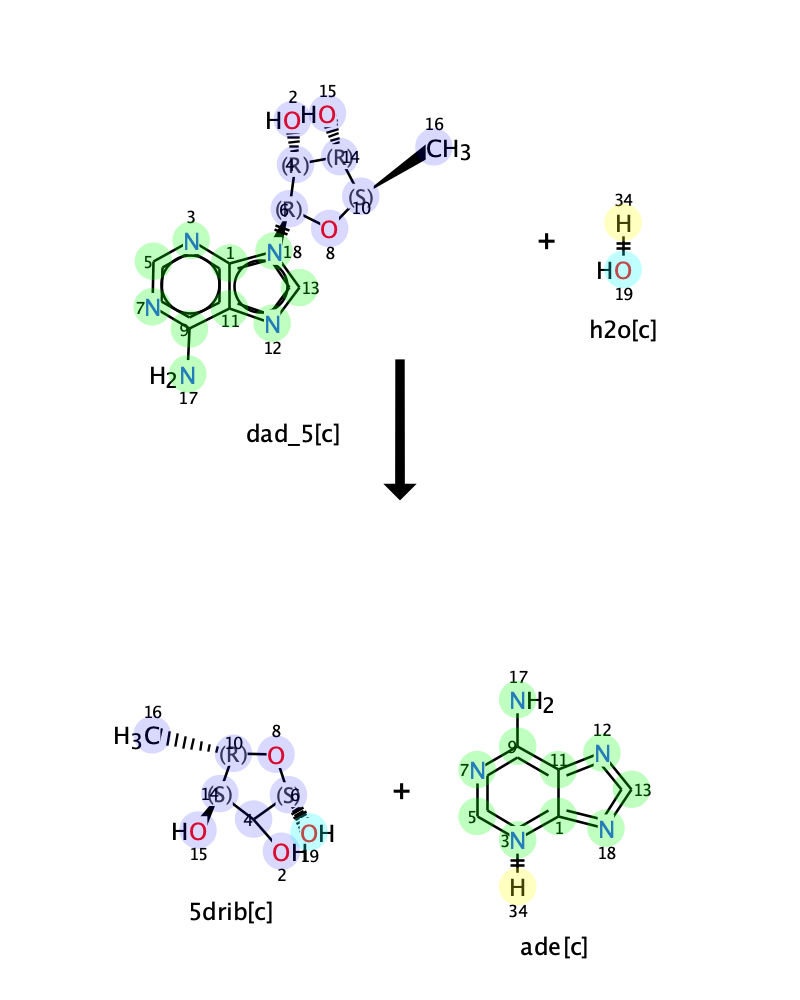 15
2
HO HO
16
(R) 4 (R) 14 CH3
(S)
10
3 (R) 6 O
8
N 1 N 18
5
7 N 13
9 11 N
12
H2N
17
dad_5[c]
+
34
H
HO
19
h2o[c]
16
H3C
10 8
(R) O
14 (S) (S) 6
4
HO OH
15 OH 19
2
5drib[c]
+
17
NH2
9 12
7 N 11 N
13
5 1
3 N N
18
H
34
ade[c]